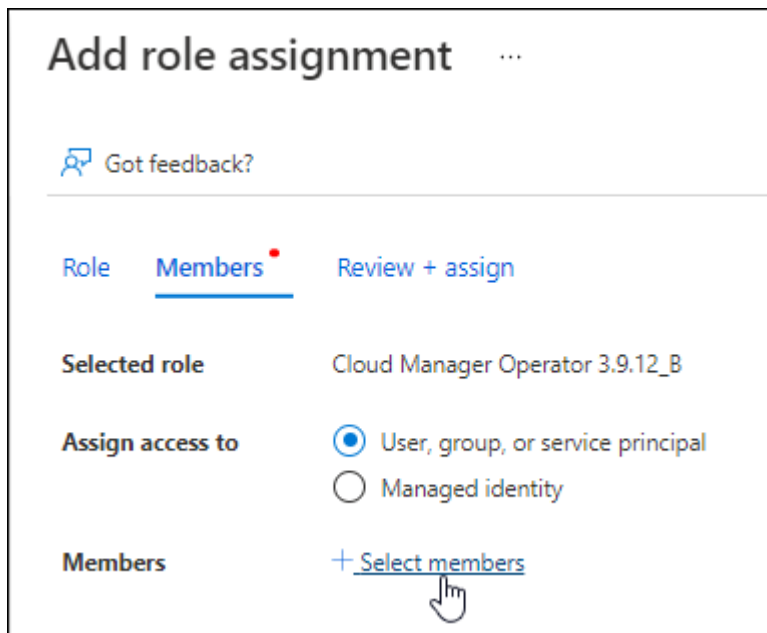 Add role assignment ...
Got feedback?
Role Members Review + assign
Selected role Cloud Manager Operator 3.9.12_B
Assign access to User, group, or service principal
Managed identity
Members + Select members